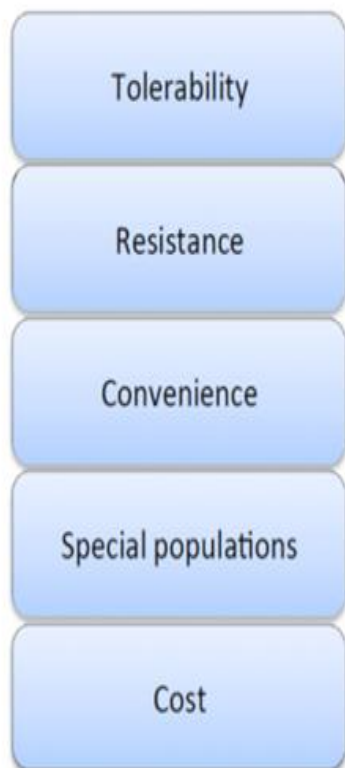 Tolerability
Resistance
Convenience
Special populations
Cost